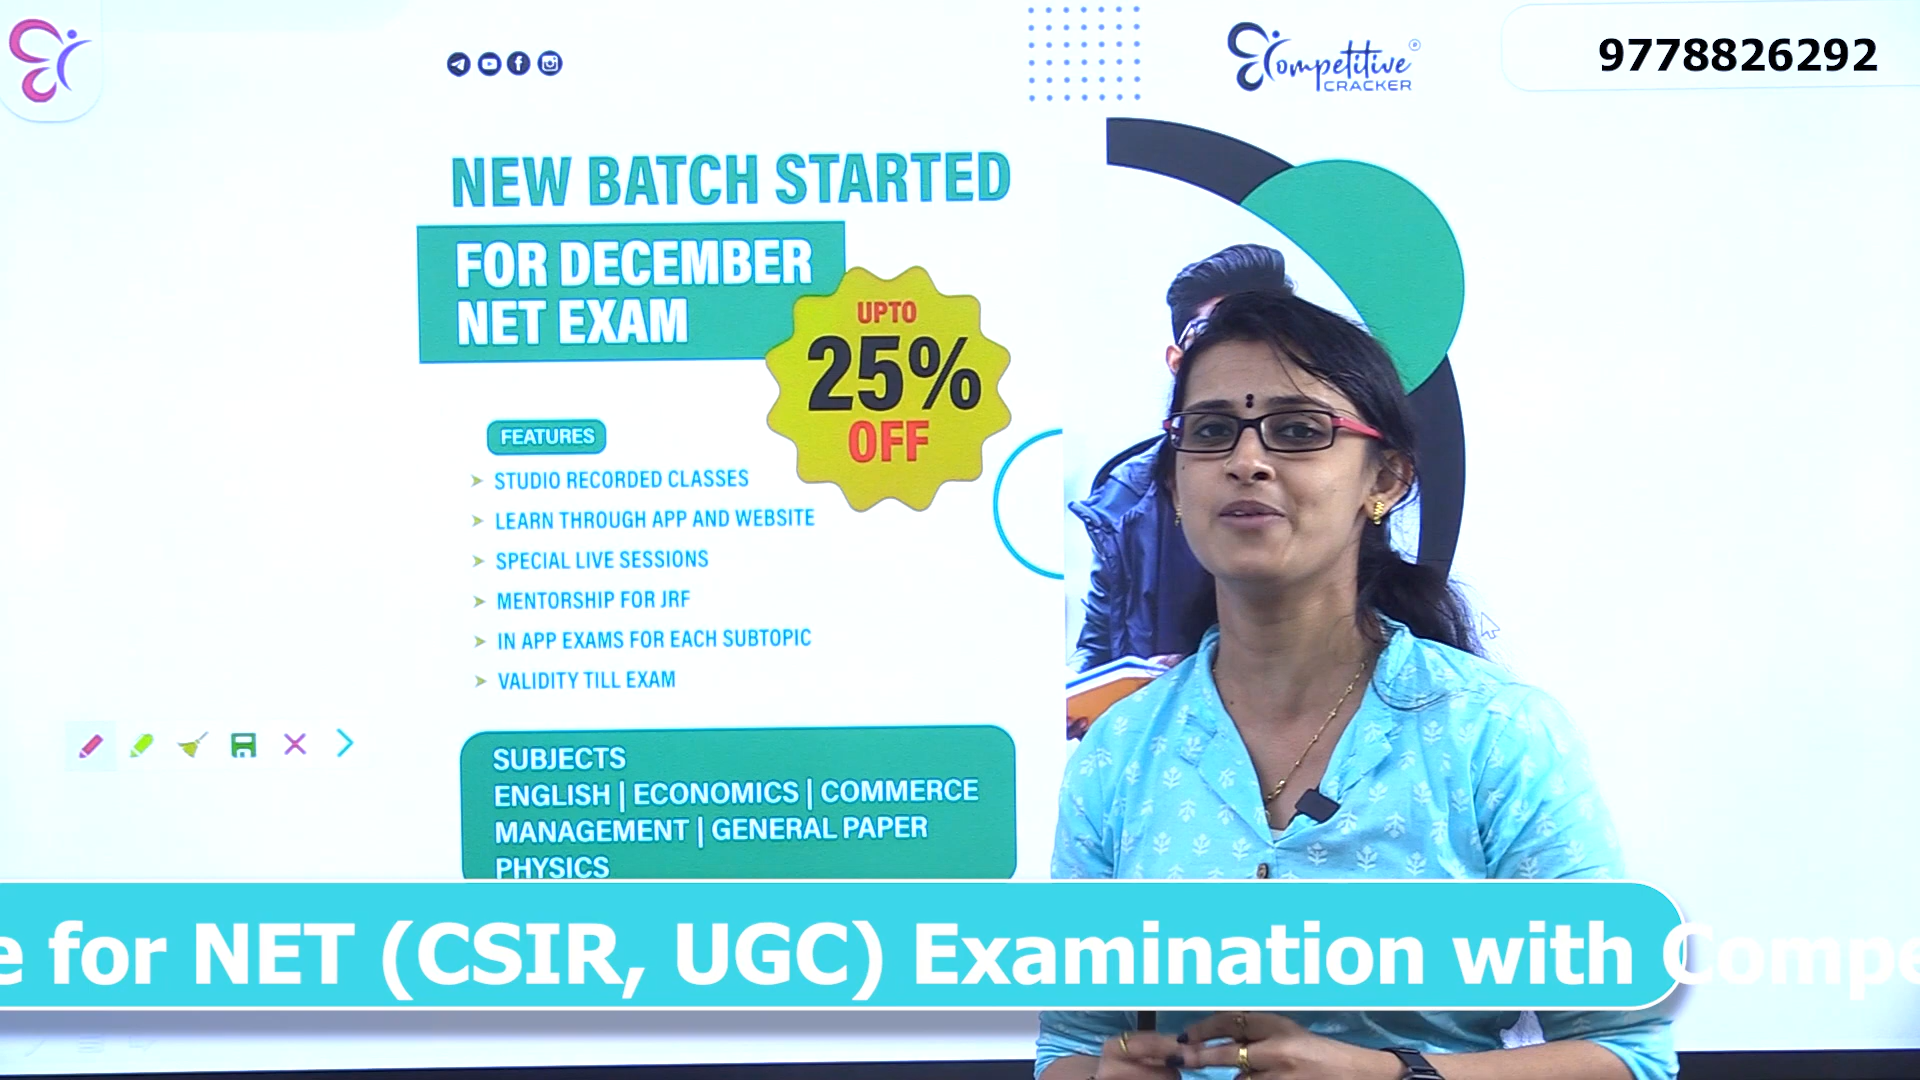 Competitive
CRACKER
9778826292
NEW BATCH STARTED
FOR DECEMBER
NET EXAM
UPTO
25%
OFF
FEATURES
STUDIO RECORDED CLASSES
LEARN THROUGH APP AND WEBSITE
SPECIAL LIVE SESSIONS
MENTORSHIP FOR JRF
IN APP EXAMS FOR EACH SUBTOPIC
VALIDITY TILL EXAM
SUBJECTS
ENGLISH | ECONOMICS | COMMERCE
MANAGEMENT | GENERAL PAPER
PHYSICS
e for NET (CSIR, UGC) Examination with Compe